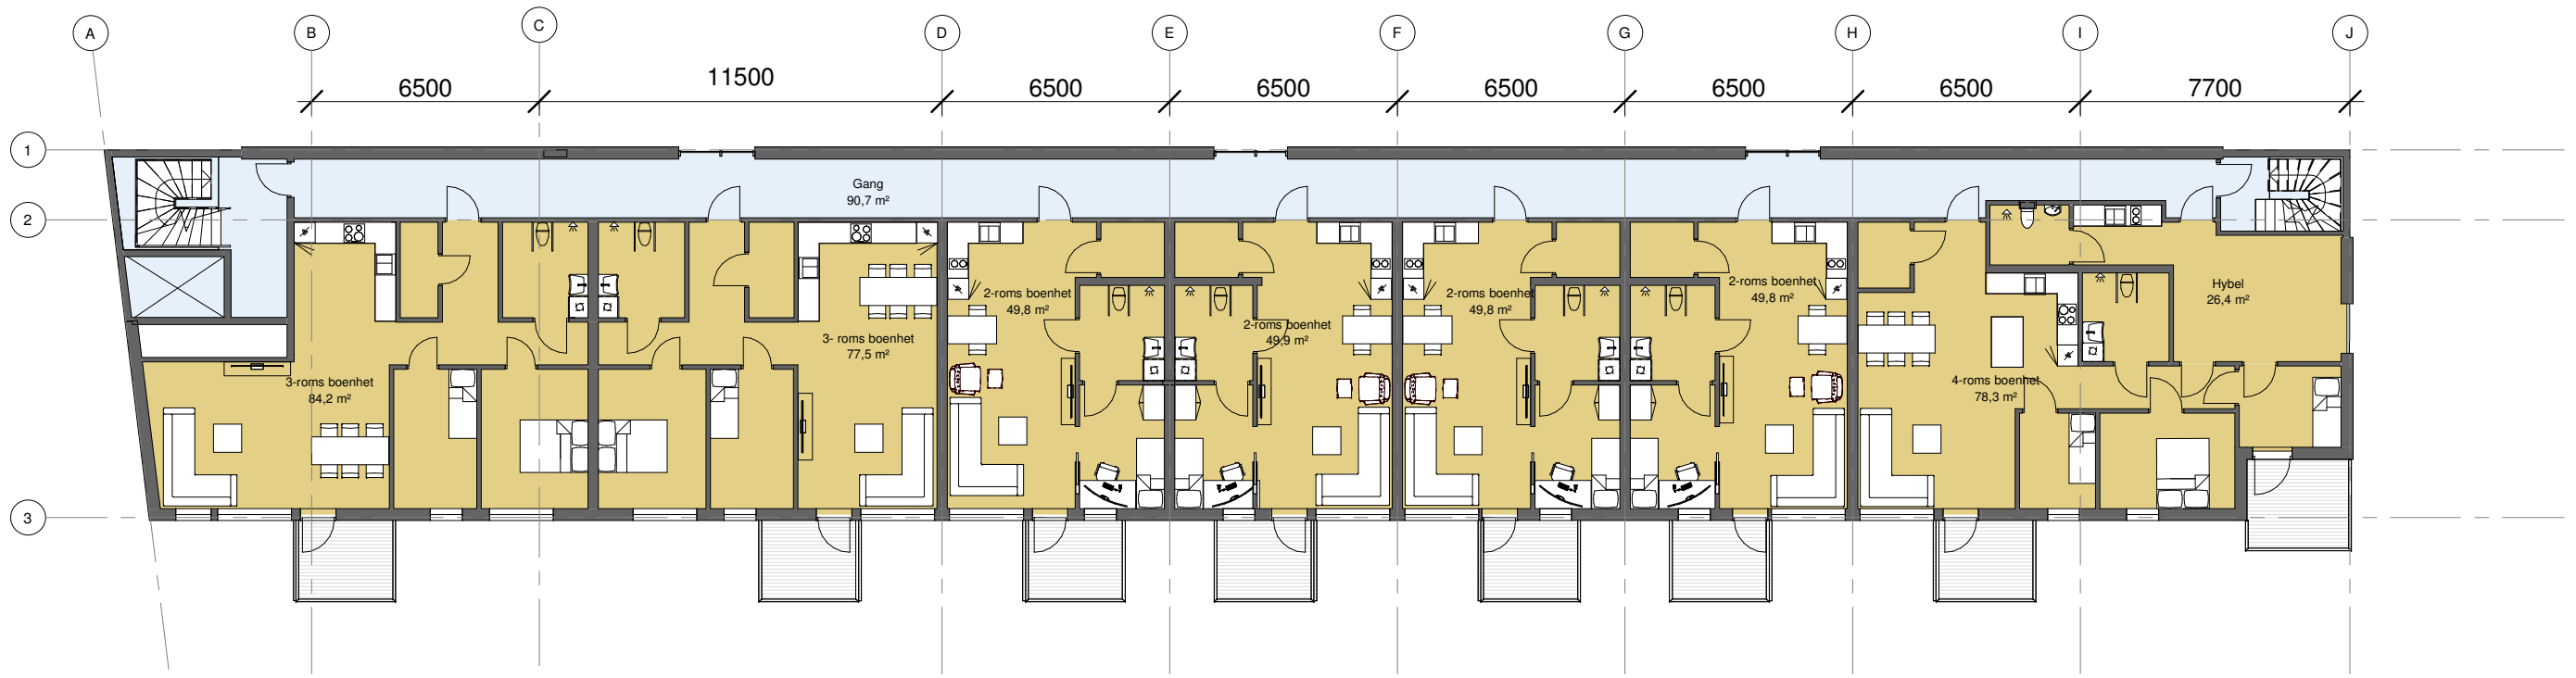 A
B
C
D
E
F
G
H
I
J
6500
11500
6500
6500
6500
6500
6500
7700
1
2
3
Gang
90,7 m²
3-roms boenhet
84,2 m²
3- roms boenhet
77,5 m²
2-roms boenhet
49,8 m²
2-roms boenhet
49,9 m²
2-roms boenhet
49,8 m²
2-roms boenhet
49,8 m²
4-roms boenhet
78,3 m²
Hybel
26,4 m²